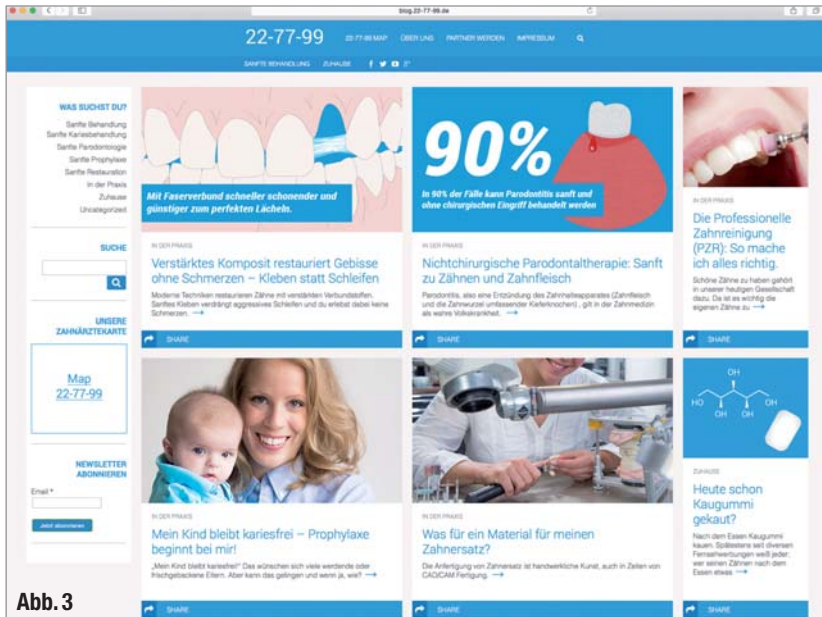 blog.22-77-99.de
22-77-99
22-77-99 MAP
ÜBER UNS
PARTNER WERDEN
IMPRESSUM
SANFTE BEHANDLUNG
ZUHAUSE
WAS SUCHST DU?
Sanfte Behandlung
Sanfte Kariesbehandlung
Sanfte Parodontologie
Sanfte Prophylaxe
Sanfte Restauration
In der Praxis
Zuhause
Uncategorized
SUCHE
UNSERE
ZAHNÄRZTEKARTE
Map
22-77-99
NEWSLETTER
ABONNIEREN
Email *
Jetzt abonnieren
Mit Faserverbund schneller schonender und
günstiger zum perfekten Lächeln.
IN DER PRAXIS
Verstärktes Komposit restauriert Gebisse
ohne Schmerzen – Kleben statt Schleifen
Moderne Techniken restaurieren Zähne mit verstärkten Verbundstoffen.
Sanftes Kleben verdrängt aggressives Schleifen und du erlebst dabei keine
Schmerzen. →
SHARE
90%
In 90% der Fälle kann Parodontitis sanft und
ohne chirurgischen Eingriff behandelt werden
IN DER PRAXIS
Nichtchirurgische Parodontaltherapie: Sanft
zu Zähnen und Zahnfleisch
Parodontitis, also eine Entzündung des Zahnhalteapparates (Zahnfleisch
und die Zahnwurzel umfassender Kieferknochen) , gilt in der Zahnmedizin
als wahre Volkskrankheit. →
SHARE
IN DER PRAXIS
Die Professionelle
Zahnreinigung
(PZR): So mache
ich alles richtig.
Schöne Zähne zu haben gehört
in unserer heutigen Gesellschaft
dazu. Da ist es wichtig die
eigenen Zähne zu →
SHARE
IN DER PRAXIS
Mein Kind bleibt kariesfrei – Prophylaxe
beginnt bei mir!
„Mein Kind bleibt kariesfrei!“ Das wünschen sich viele werdende oder
frischgebackene Eltern. Aber kann das gelingen und wenn ja, wie? →
SHARE
IN DER PRAXIS
Was für ein Material für meinen
Zahnersatz?
Die Anfertigung von Zahnersatz ist handwerkliche Kunst, auch in Zeiten von
CAD/CAM Fertigung. →
SHARE
OH
HO
OH
OH
OH
ZUHAUSE
Heute schon
Kaugummi
gekaut?
Nach dem Essen Kaugummi
kauen. Spätestens seit diversen
Fernsehwerbungen weiß jeder:
wer seinen Zähnen nach dem
Essen etwas →
SHARE
Abb. 3